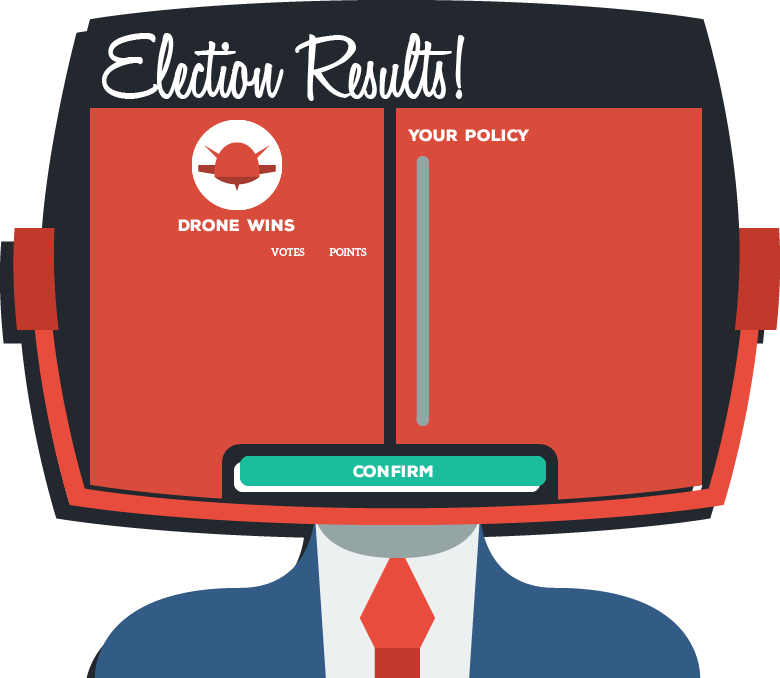 Election Results!
DRONE WINS
VOTES POINTS
YOUR POLICY
CONFIRM